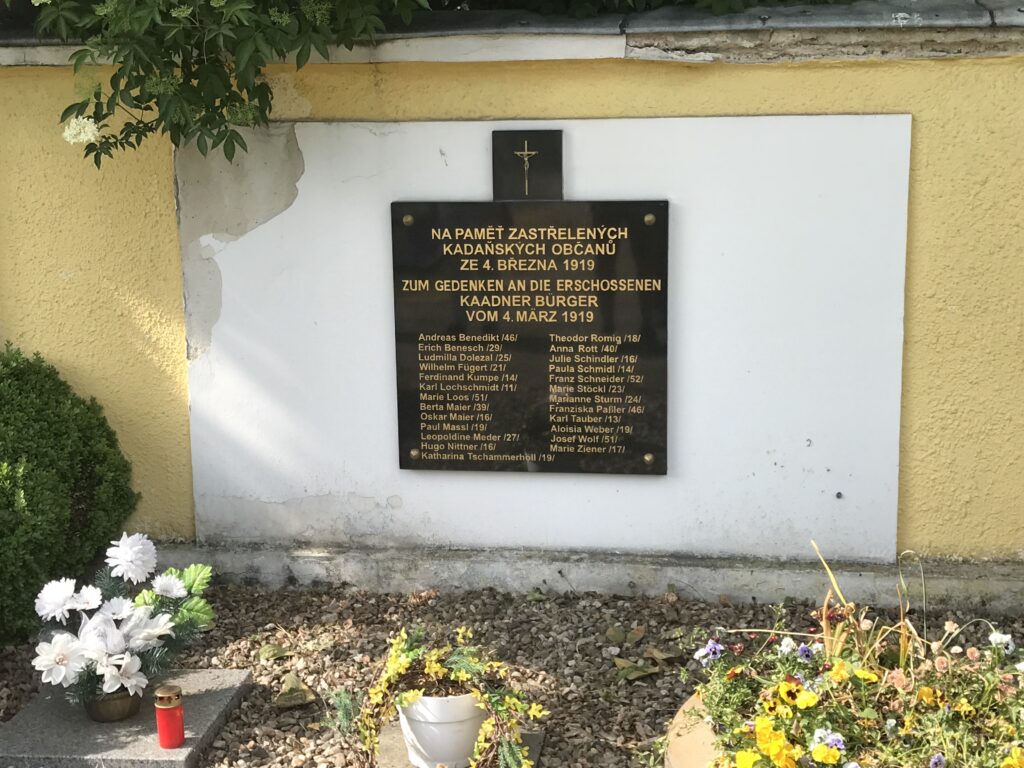 NA PAMĚŤ ZASTŘELENÝCH
KADAŇSKÝCH OBČANŮ
ZE 4. BŘEZNA 1919
ZUM GEDENKEN AN DIE ERSCHOSSENEN
KAADNER BÜRGER
VOM 4. MÄRZ 1919
Andreas Benedikt /46/
Erich Benesch /29/
Ludmilla Dolezal /25/
Wilhelm Fügert /21/
Ferdinand Kumpe /14/
Karl Lochschmidt /11/
Marie Loos /51/
Berta Maier /39/
Oskar Maier /16/
Paul Massl /19/
Leopoldine Meder /27/
Hugo Nittner /16/
Katharina Tschammerhöll /19/
Theodor Romig /18/
Anna Rott /40/
Julie Schindler /16/
Paula Schmidl /14/
Franz Schneider /52/
Marie Stöckl /23/
Marianne Sturm /24/
Franziska Paßler /46/
Karl Tauber /13/
Aloisia Weber /19/
Josef Wolf /51/
Marie Ziener /17/